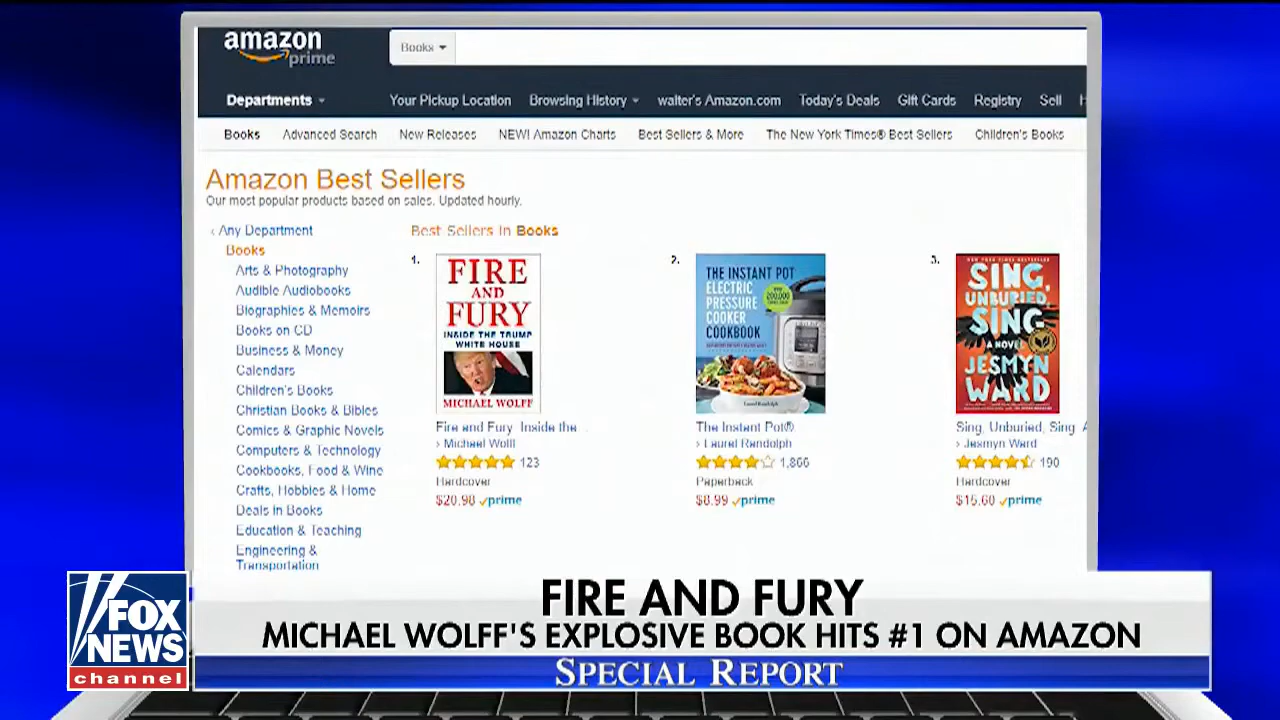 amazon
prime
Books
Departments
Your Pickup Location Browsing History walter's Amazon.com Today's Deals Gift Cards Registry Sell H
Books Advanced Search New Releases NEW! Amazon Charts Best Sellers & More The New York Times® Best Sellers Children's Books
Amazon Best Sellers
Our most popular products based on sales. Updated hourly.
‹ Any Department
Books
Arts & Photography
Audible Audiobooks
Biographies & Memoirs
Books on CD
Business & Money
Calendars
Children's Books
Christian Books & Bibles
Comics & Graphic Novels
Computers & Technology
Cookbooks, Food & Wine
Crafts, Hobbies & Home
Deals in Books
Education & Teaching
Engineering &
Transportation
Best Sellers in Books
1.
FIRE
AND
FURY
INSIDE THE TRUMP
WHITE HOUSE
MICHAEL WOLFF
Fire and Fury Inside the
› Michael Wolff
123
Hardcover
$20.98 prime
2.
THE INSTANT POT
ELECTRIC
PRESSURE
COOKER
COOKBOOK
Laurel Randolph
The Instant Pot®
› Laurel Randolph
1,866
Paperback
$8.99 prime
3.
SING,
UNBURIED,
SING
A NOVEL
JESMYN
WARD
Sing, Unburied, Sing A
› Jesmyn Ward
190
Hardcover
$15.60 prime
FIRE AND FURY
MICHAEL WOLFF'S EXPLOSIVE BOOK HITS #1 ON AMAZON
SPECIAL REPORT
FOX
NEWS
channel